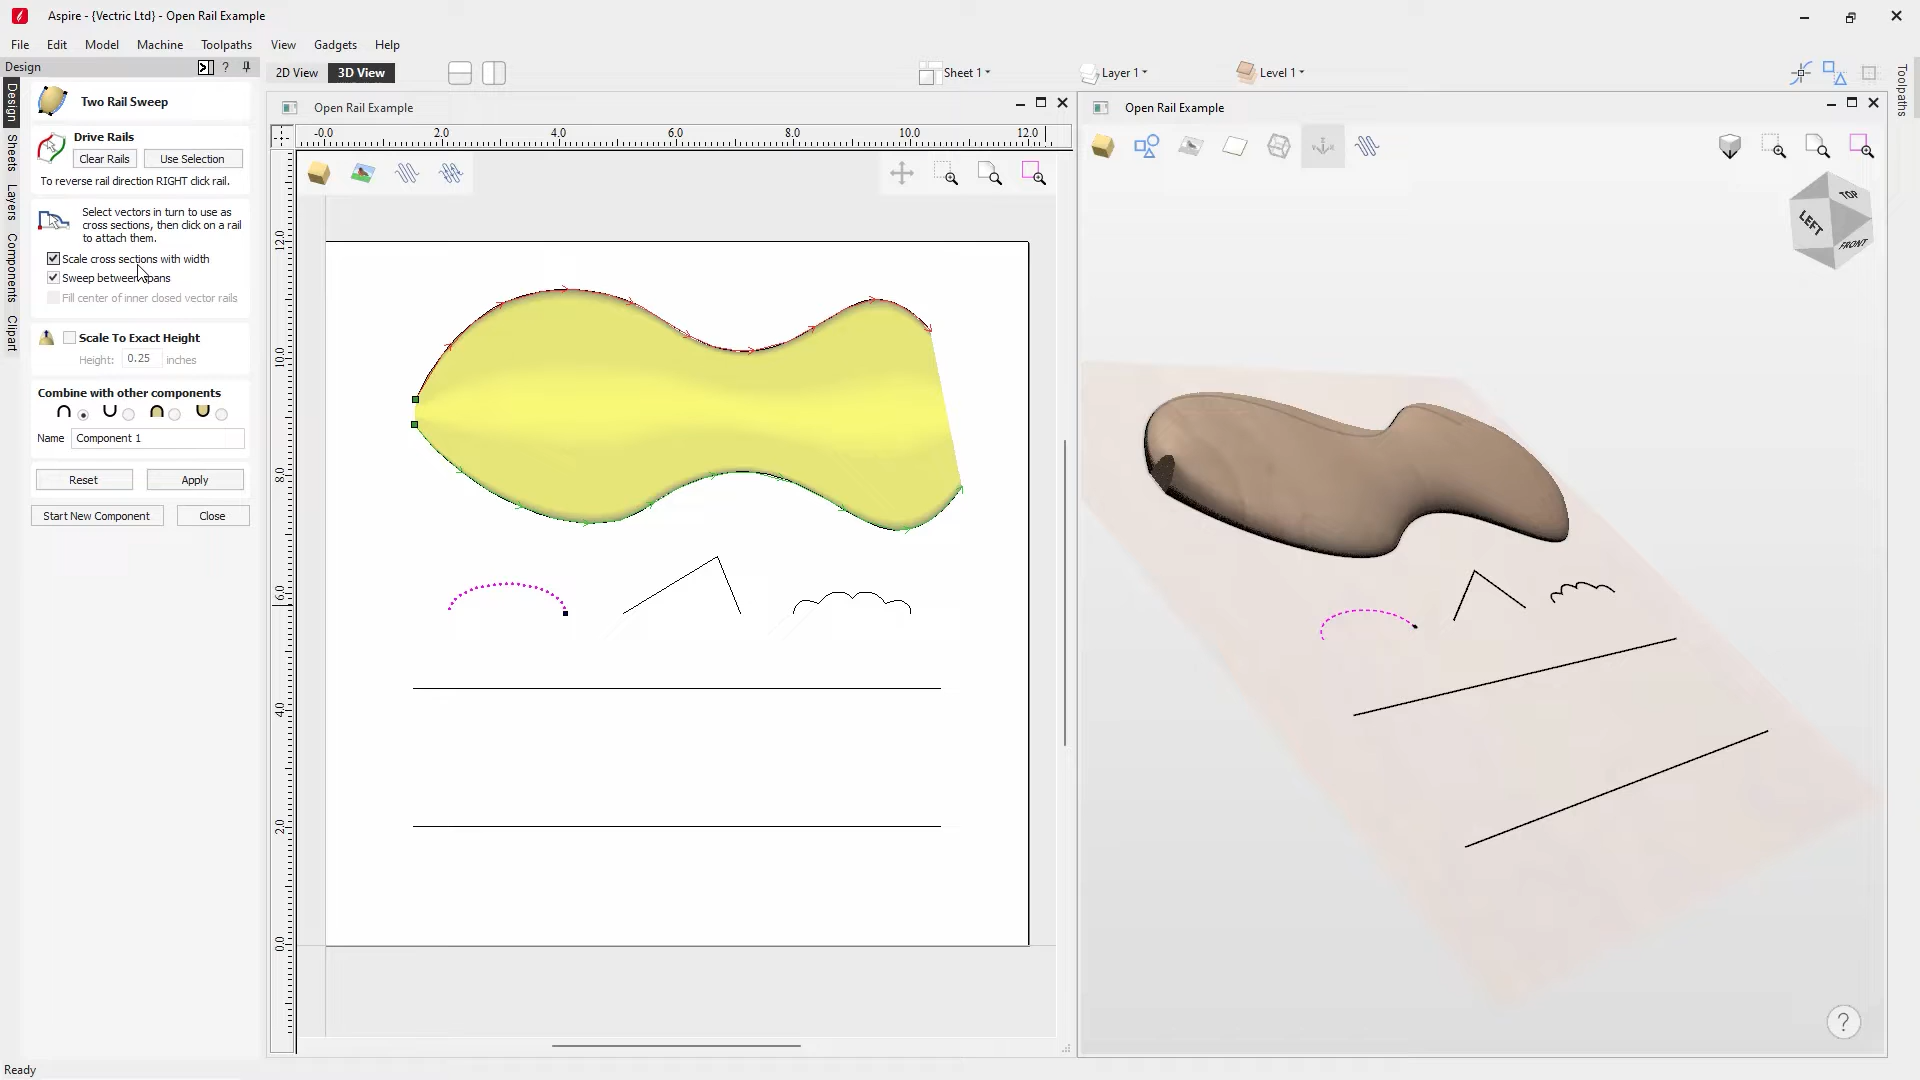 Aspire - {Vectric Ltd} - Open Rail Example
File Edit Model Machine Toolpaths View Gadgets Help
Design
2D View 3D View
Sheet 1
Layer 1
Level 1
Toolpaths
Design
Sheets
Layers
Components
Clipart
Two Rail Sweep
Drive Rails
Clear Rails
Use Selection
To reverse rail direction RIGHT click rail.
Select vectors in turn to use as
cross sections, then click on a rail
to attach them.
Scale cross sections with width
Sweep between spans
Fill center of inner closed vector rails
Scale To Exact Height
Height: 0.25 inches
Combine with other components
Name Component 1
Reset
Apply
Start New Component
Close
Open Rail Example
-0.0 2.0 4.0 6.0 8.0 10.0 12.0
12.0
10.0
8.0
6.0
4.0
2.0
0.0
Open Rail Example
TOP
LEFT
FRONT
?
Ready